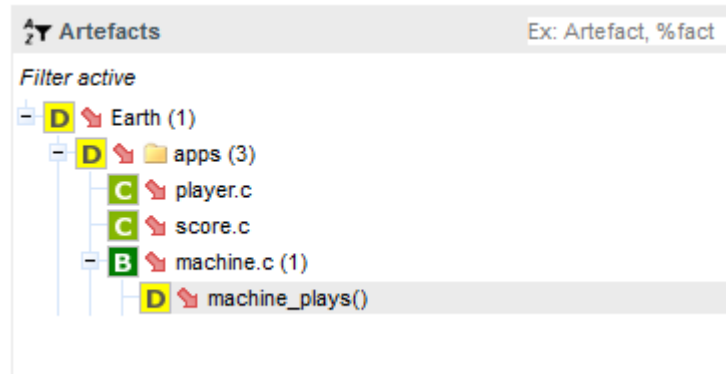 Artefacts Ex: Artefact, %fact
Filter active
D Earth (1)
D apps (3)
C player.c
C score.c
B machine.c (1)
D machine_plays()